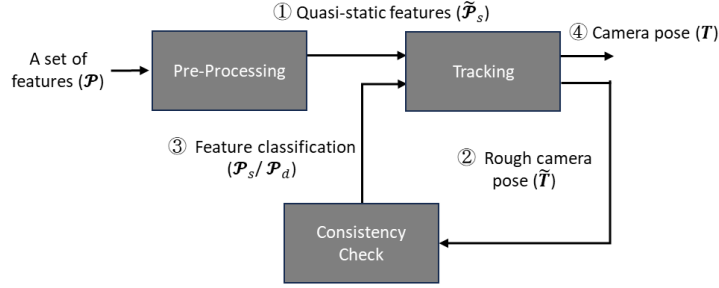 ① Quasi-static features (𝓟̃ₛ)
④ Camera pose (𝑻)
A set of
features (𝓟)
Pre-Processing
Tracking
③ Feature classification
(𝓟ₛ/ 𝓟𝒹)
② Rough camera
pose (𝑻̃)
Consistency
Check